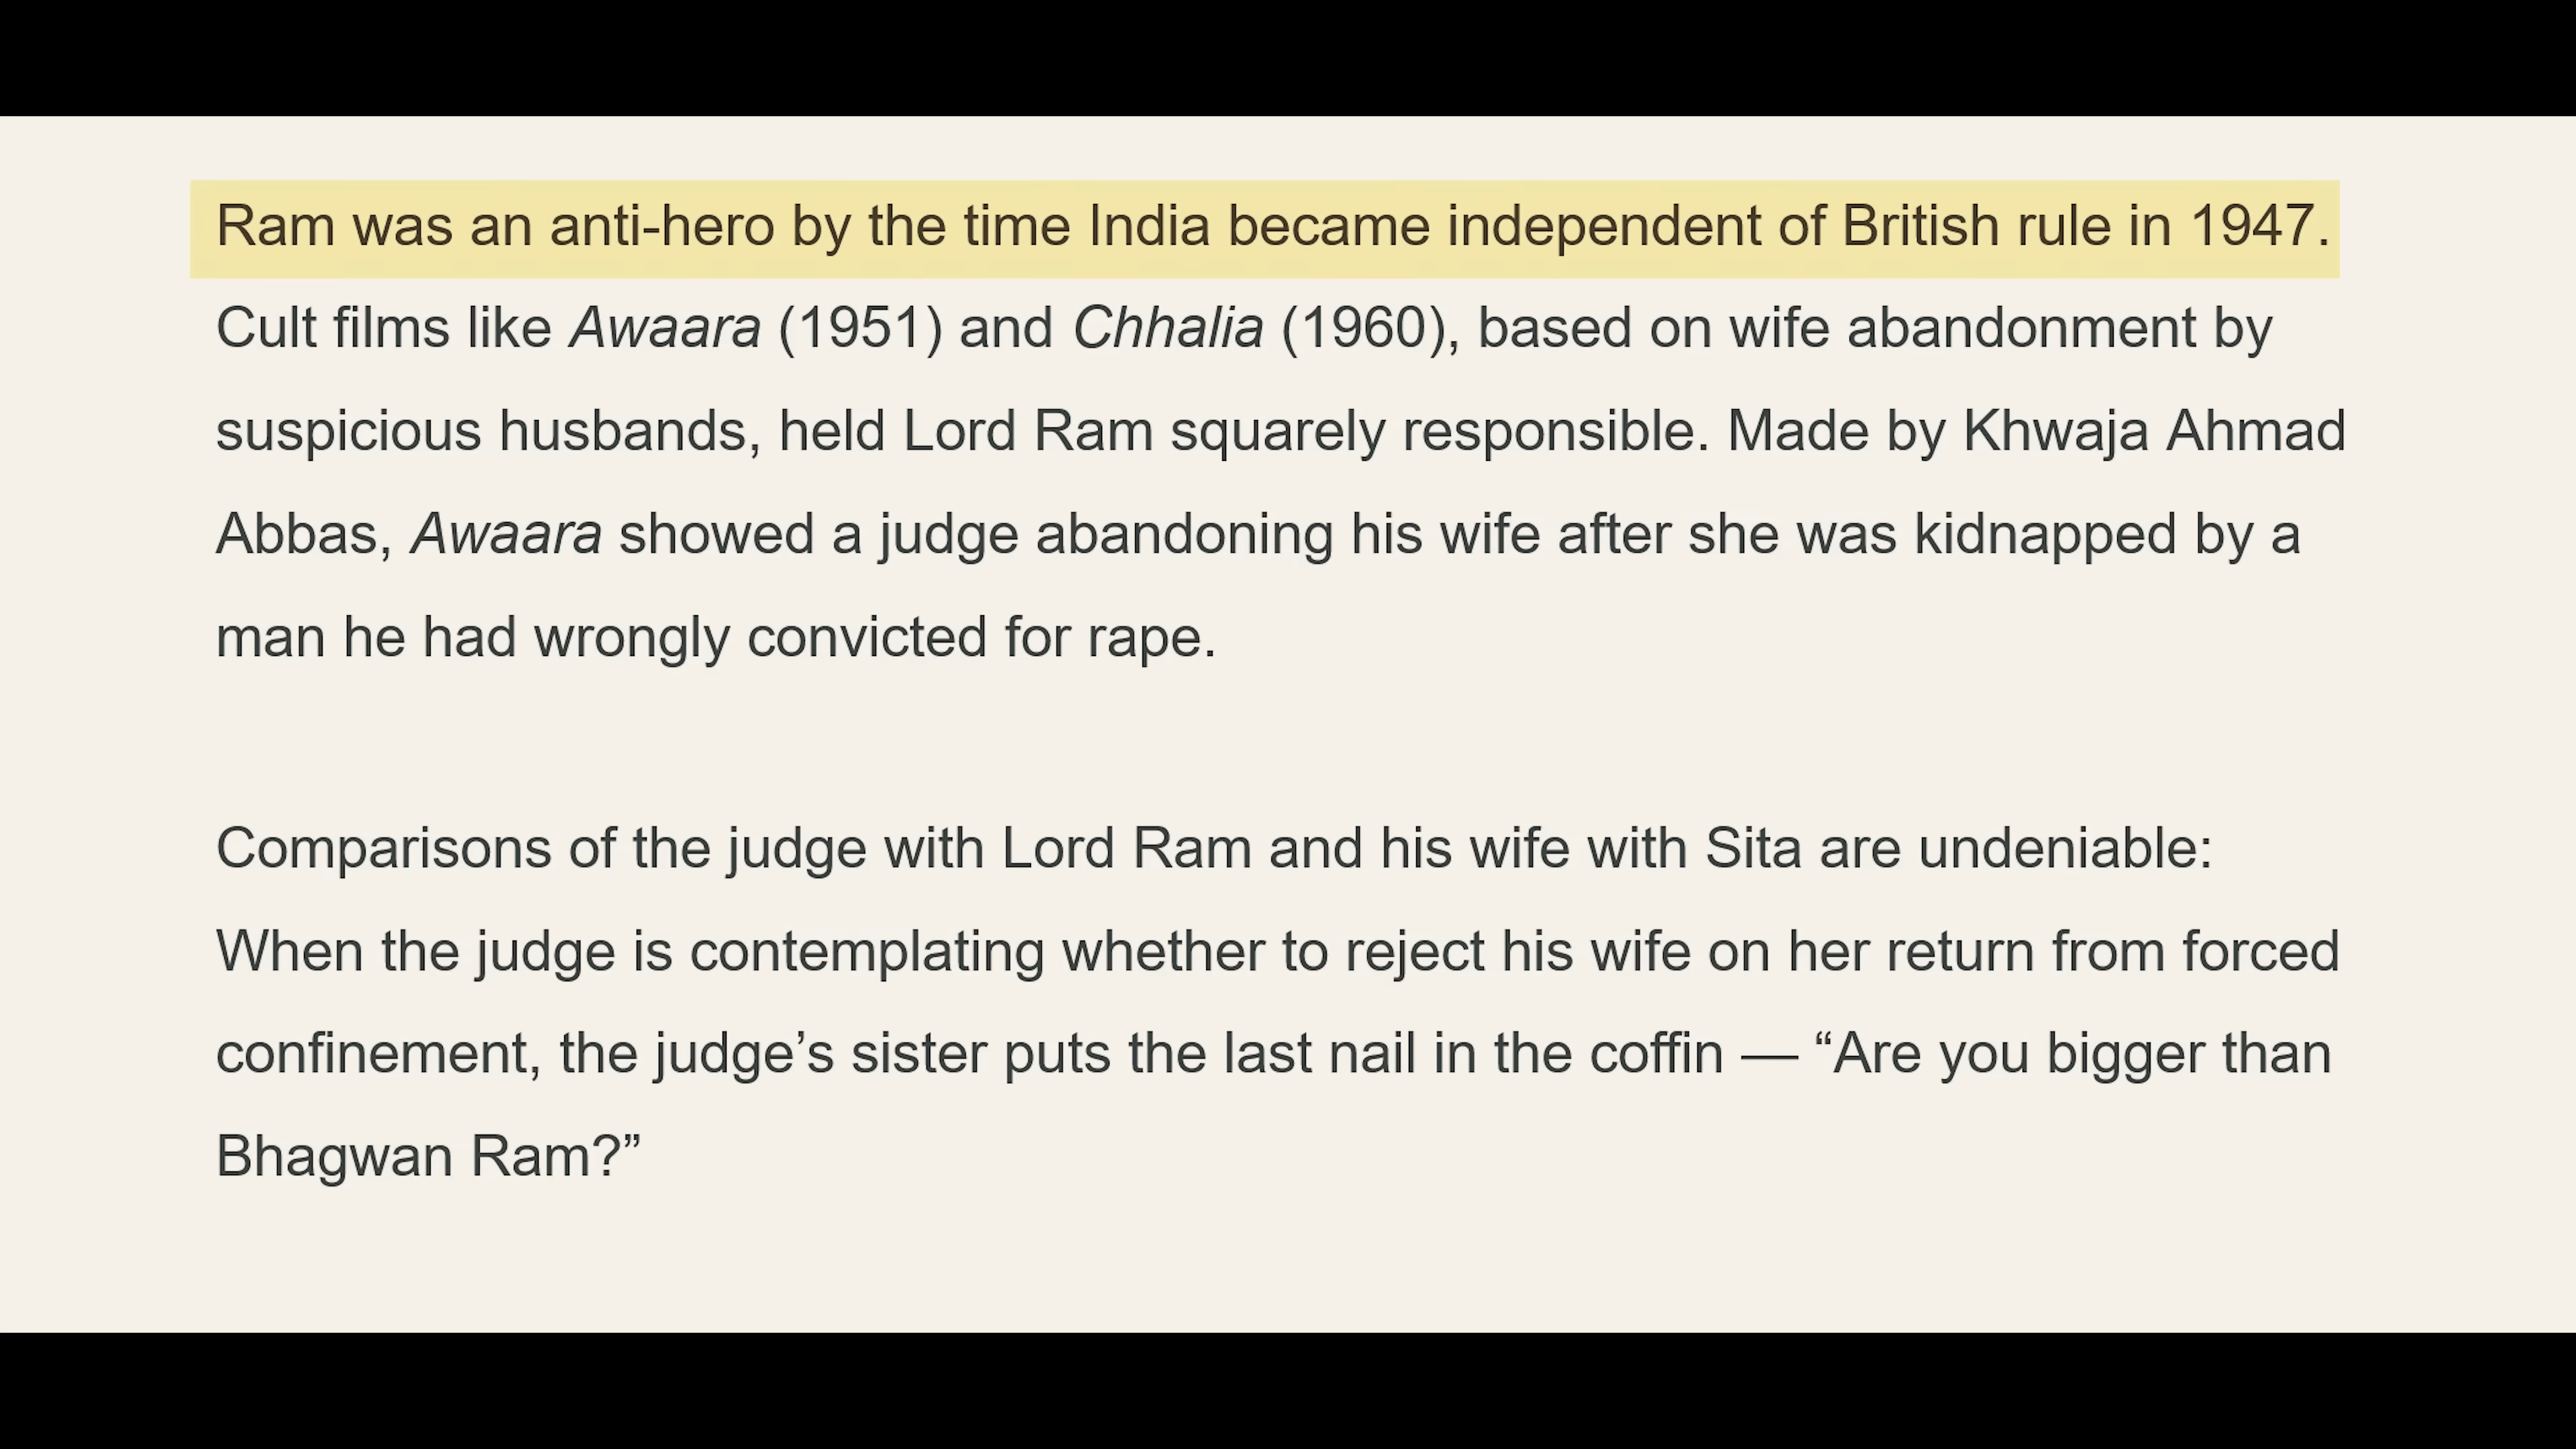 Ram was an anti-hero by the time India became independent of British rule in 1947.
Cult films like Awaara (1951) and Chhalia (1960), based on wife abandonment by
suspicious husbands, held Lord Ram squarely responsible. Made by Khwaja Ahmad
Abbas, Awaara showed a judge abandoning his wife after she was kidnapped by a
man he had wrongly convicted for rape.
Comparisons of the judge with Lord Ram and his wife with Sita are undeniable:
When the judge is contemplating whether to reject his wife on her return from forced
confinement, the judge’s sister puts the last nail in the coffin — “Are you bigger than
Bhagwan Ram?”